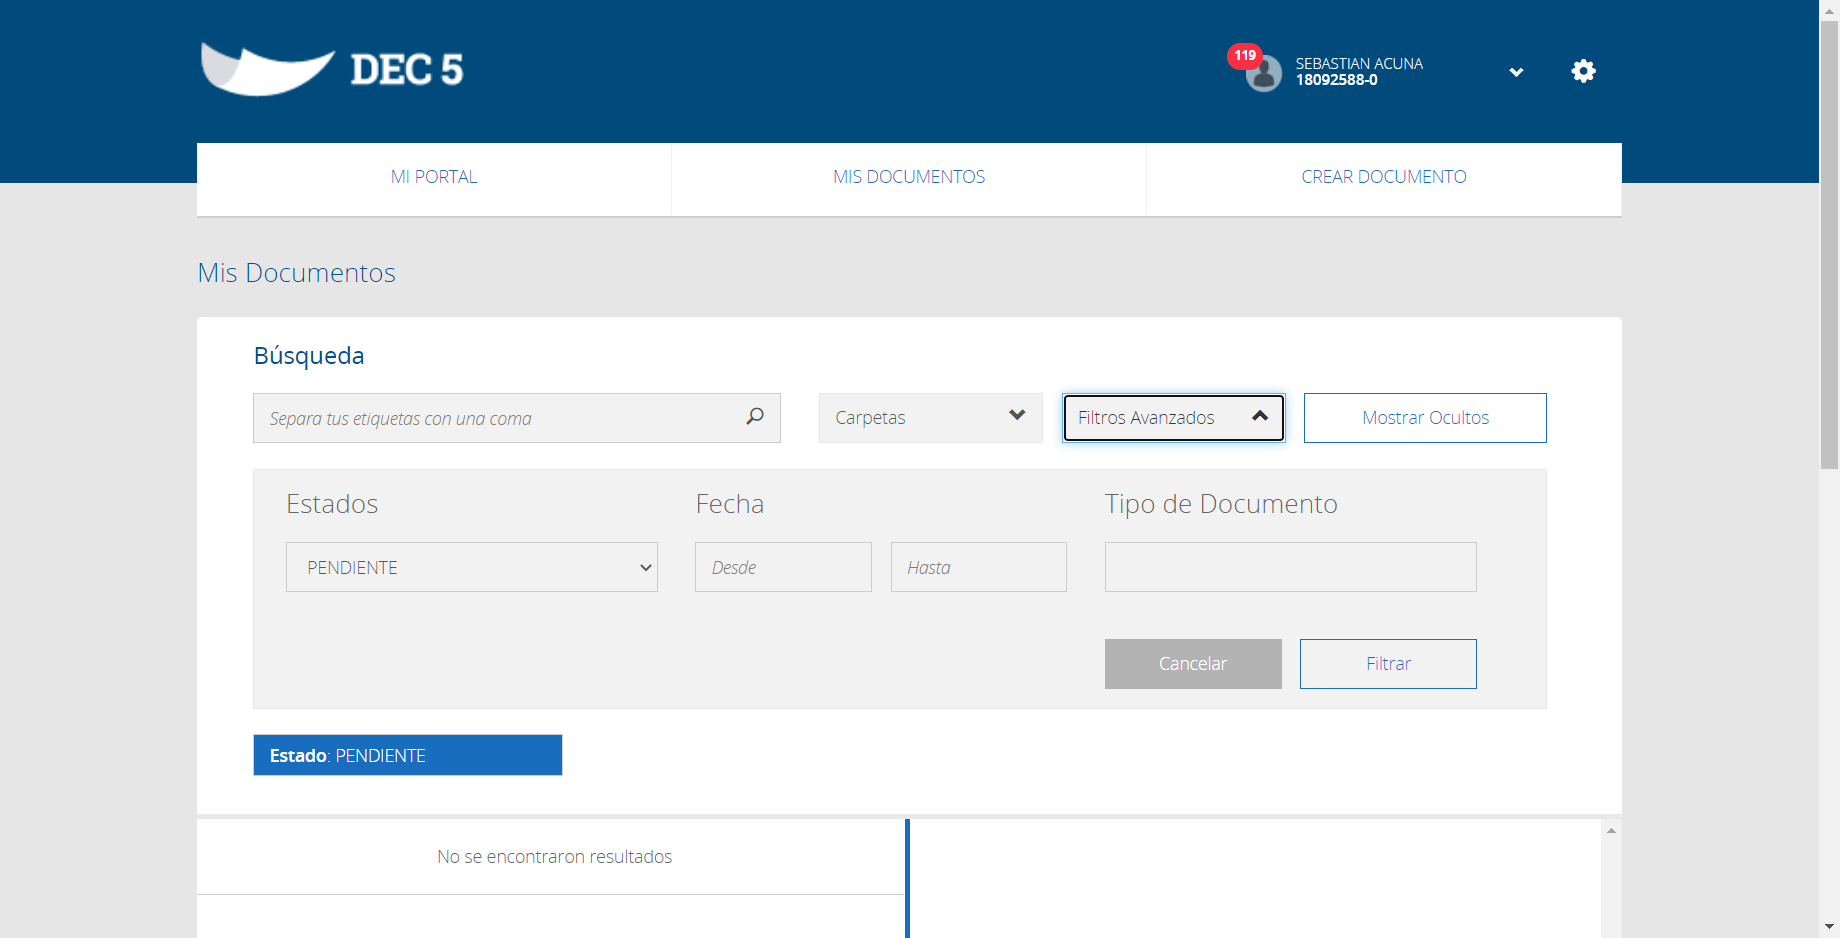 DEC 5
119
SEBASTIAN ACUNA
18092588-0
MI PORTAL
MIS DOCUMENTOS
CREAR DOCUMENTO
Mis Documentos
Búsqueda
Separa tus etiquetas con una coma
Carpetas
Filtros Avanzados
Mostrar Ocultos
Estados
Fecha
Tipo de Documento
PENDIENTE
Desde
Hasta
Cancelar
Filtrar
Estado: PENDIENTE
No se encontraron resultados